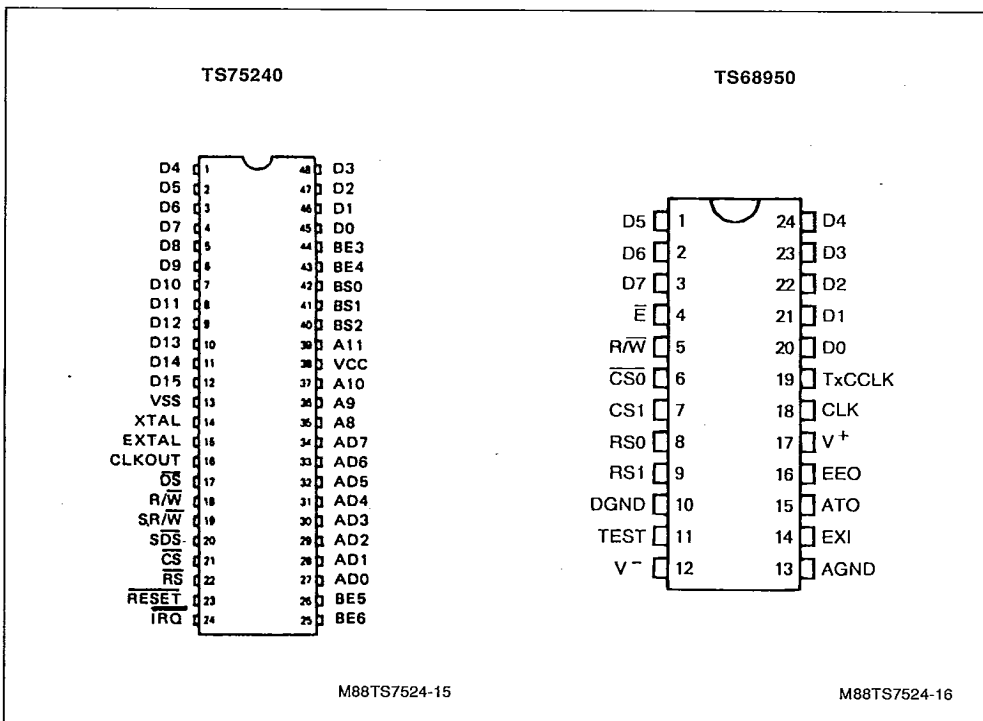 TS75240
D4 1 48 D3
D5 2 47 D2
D6 3 46 D1
D7 4 45 D0
D8 5 44 BE3
D9 6 43 BE4
D10 7 42 BS0
D11 8 41 BS1
D12 9 40 BS2
D13 10 39 A11
D14 11 38 VCC
D15 12 37 A10
VSS 13 36 A9
XTAL 14 35 A8
EXTAL 15 34 AD7
CLKOUT 16 33 AD6
D̅S̅ 17 32 AD5
R/W̅ 18 31 AD4
S,R/W̅ 19 30 AD3
SD̅S̅ 20 29 AD2
C̅S̅ 21 28 AD1
R̅S̅ 22 27 AD0
R̅E̅S̅E̅T̅ 23 26 BE5
I̅R̅Q̅ 24 25 BE6
M88TS7524-15
TS68950
D5 1 24 D4
D6 2 23 D3
D7 3 22 D2
E̅ 4 21 D1
R/W̅ 5 20 D0
C̅S̅0̅ 6 19 TxCCLK
CS1 7 18 CLK
RS0 8 17 V+
RS1 9 16 EEO
DGND 10 15 ATO
TEST 11 14 EXI
V− 12 13 AGND
M88TS7524-16